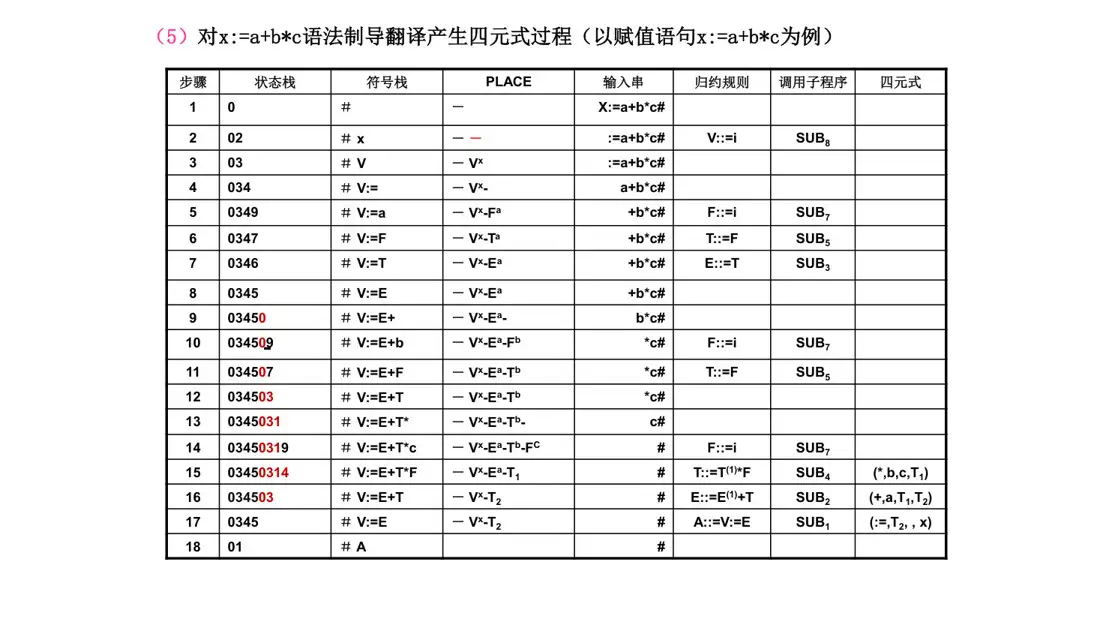 （5）对x:=a+b*c语法制导翻译产生四元式过程（以赋值语句x:=a+b*c为例）
步骤 状态栈 符号栈 PLACE 输入串 归约规则 调用子程序 四元式
1 0 # — X:=a+b*c#
2 02 # x — — :=a+b*c# V::=i SUB₈
3 03 # V — Vˣ :=a+b*c#
4 034 # V:= — Vˣ- a+b*c#
5 0349 # V:=a — Vˣ-Fᵃ +b*c# F::=i SUB₇
6 0347 # V:=F — Vˣ-Tᵃ +b*c# T::=F SUB₅
7 0346 # V:=T — Vˣ-Eᵃ +b*c# E::=T SUB₃
8 0345 # V:=E — Vˣ-Eᵃ +b*c#
9 03450 # V:=E+ — Vˣ-Eᵃ- b*c#
10 034509 # V:=E+b — Vˣ-Eᵃ-Fᵇ *c# F::=i SUB₇
11 034507 # V:=E+F — Vˣ-Eᵃ-Tᵇ *c# T::=F SUB₅
12 034503 # V:=E+T — Vˣ-Eᵃ-Tᵇ *c#
13 0345031 # V:=E+T* — Vˣ-Eᵃ-Tᵇ- c#
14 03450319 # V:=E+T*c — Vˣ-Eᵃ-Tᵇ-Fᶜ # F::=i SUB₇
15 03450314 # V:=E+T*F — Vˣ-Eᵃ-T₁ # T::=T⁽¹⁾*F SUB₄ (*,b,c,T₁)
16 034503 # V:=E+T — Vˣ-T₂ # E::=E⁽¹⁾+T SUB₂ (+,a,T₁,T₂)
17 0345 # V:=E — Vˣ-T₂ # A::=V:=E SUB₁ (:=,T₂, , x)
18 01 # A #